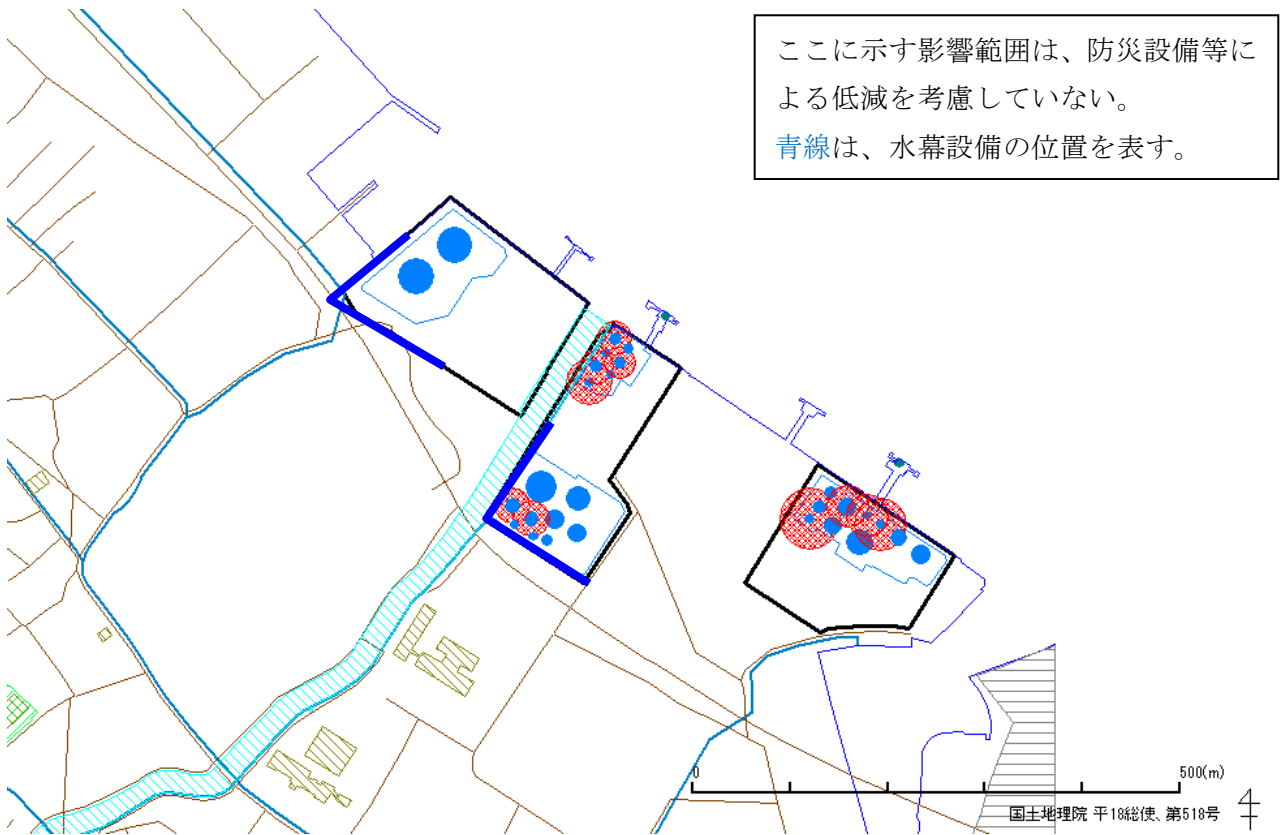 ここに示す影響範囲は、防災設備等に
よる低減を考慮していない。
青線は、水幕設備の位置を表す。
0
500(m)
国土地理院 平18総使、第518号